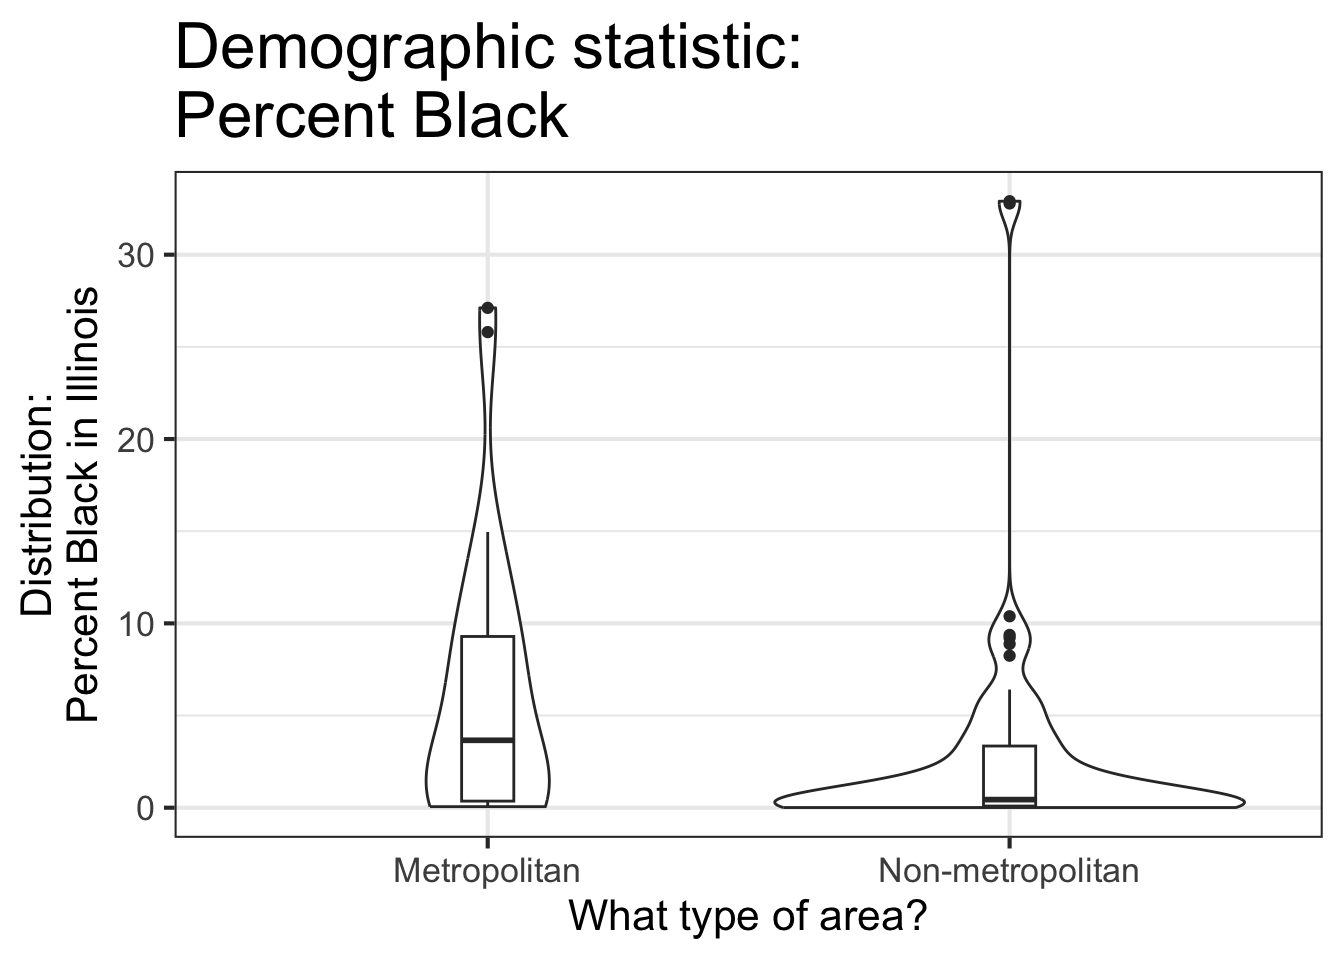 Demographic statistic:
Percent Black
Distribution:
Percent Black in Illinois
30
20
10
0
Metropolitan
Non-metropolitan
What type of area?